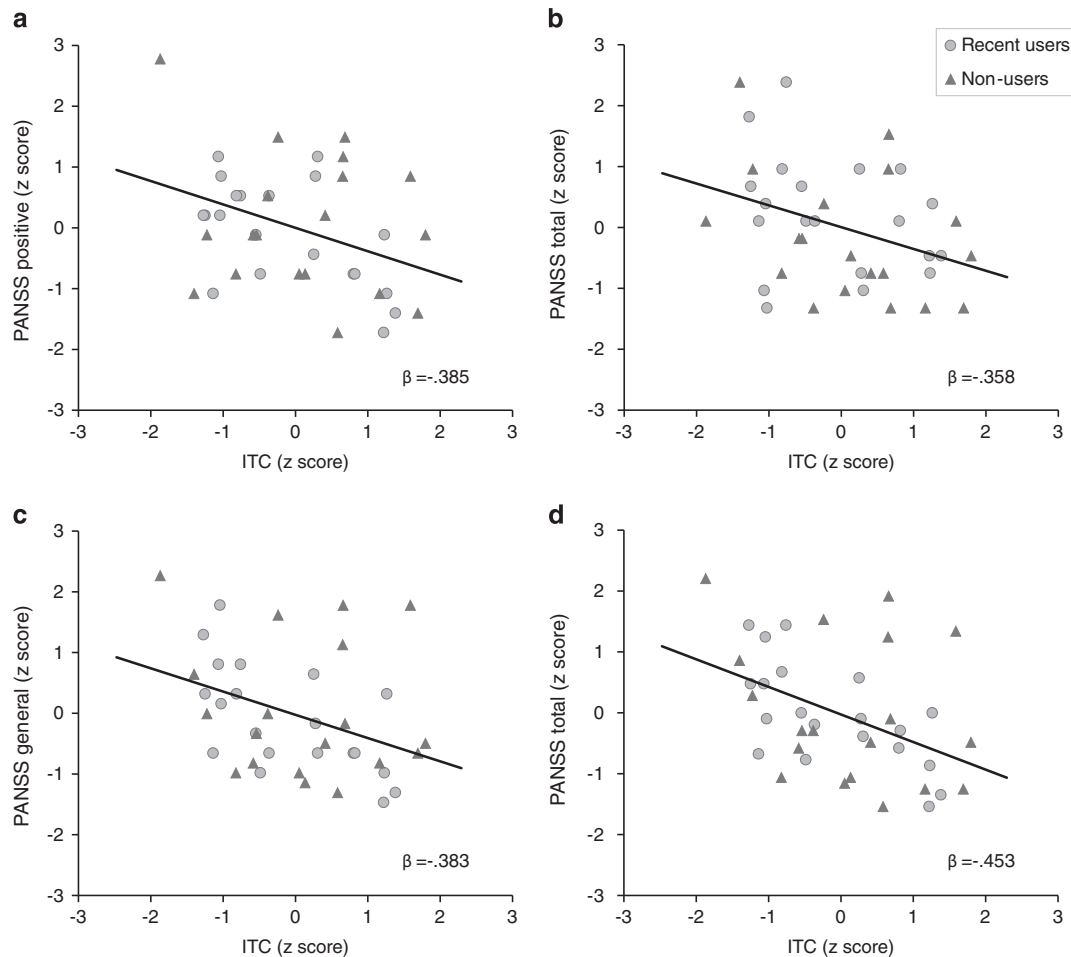 a
3
2
1
0
-1
-2
-3
PANSS positive (z score)
β =-.385
-3 -2 -1 0 1 2 3
ITC (z score)
b
Recent users
Non-users
3
2
1
0
-1
-2
-3
PANSS total (z score)
β =-.358
-3 -2 -1 0 1 2 3
ITC (z score)
c
3
2
1
0
-1
-2
-3
PANSS general (z score)
β =-.383
-3 -2 -1 0 1 2 3
ITC (z score)
d
3
2
1
0
-1
-2
-3
PANSS total (z score)
β =-.453
-3 -2 -1 0 1 2 3
ITC (z score)